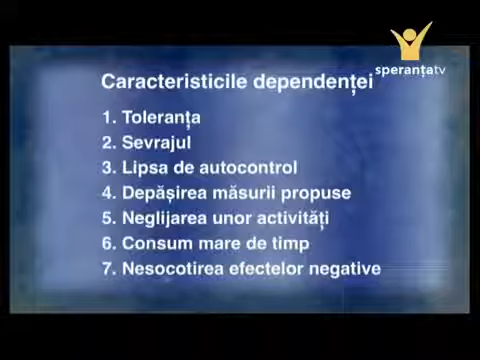 speranțatv
Caracteristicile dependenței
1. Toleranța
2. Sevrajul
3. Lipsa de autocontrol
4. Depășirea măsurii propuse
5. Neglijarea unor activități
6. Consum mare de timp
7. Nesocotirea efectelor negative